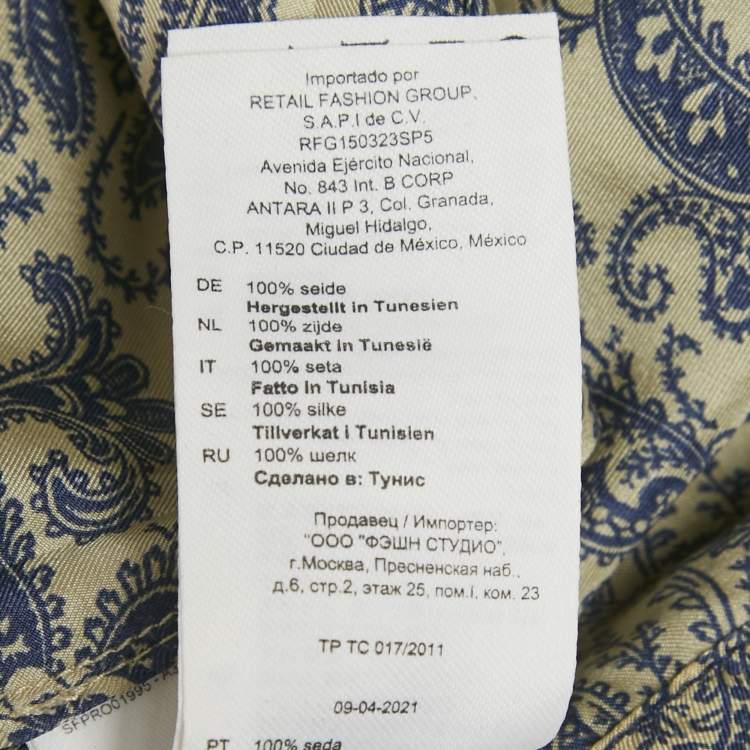 Importado por
RETAIL FASHION GROUP,
S.A.P.I de C.V.
RFG150323SP5
Avenida Ejército Nacional,
No. 843 Int. B CORP
ANTARA II P 3, Col. Granada,
Miguel Hidalgo,
C.P. 11520 Ciudad de México, México
DE 100% seide
Hergestellt in Tunesien
NL 100% zijde
Gemaakt in Tunesië
IT 100% seta
Fatto in Tunisia
SE 100% silke
Tillverkat i Tunisien
RU 100% шелк
Сделано в: Тунис
Продавец / Импортер:
"ООО "ФЭШН СТУДИО",
г.Москва, Пресненская наб.,
д.6, стр.2, этаж 25, пом.I, ком. 23
ТР ТС 017/2011
09-04-2021
PT 100% seda
SFPRO01995 -